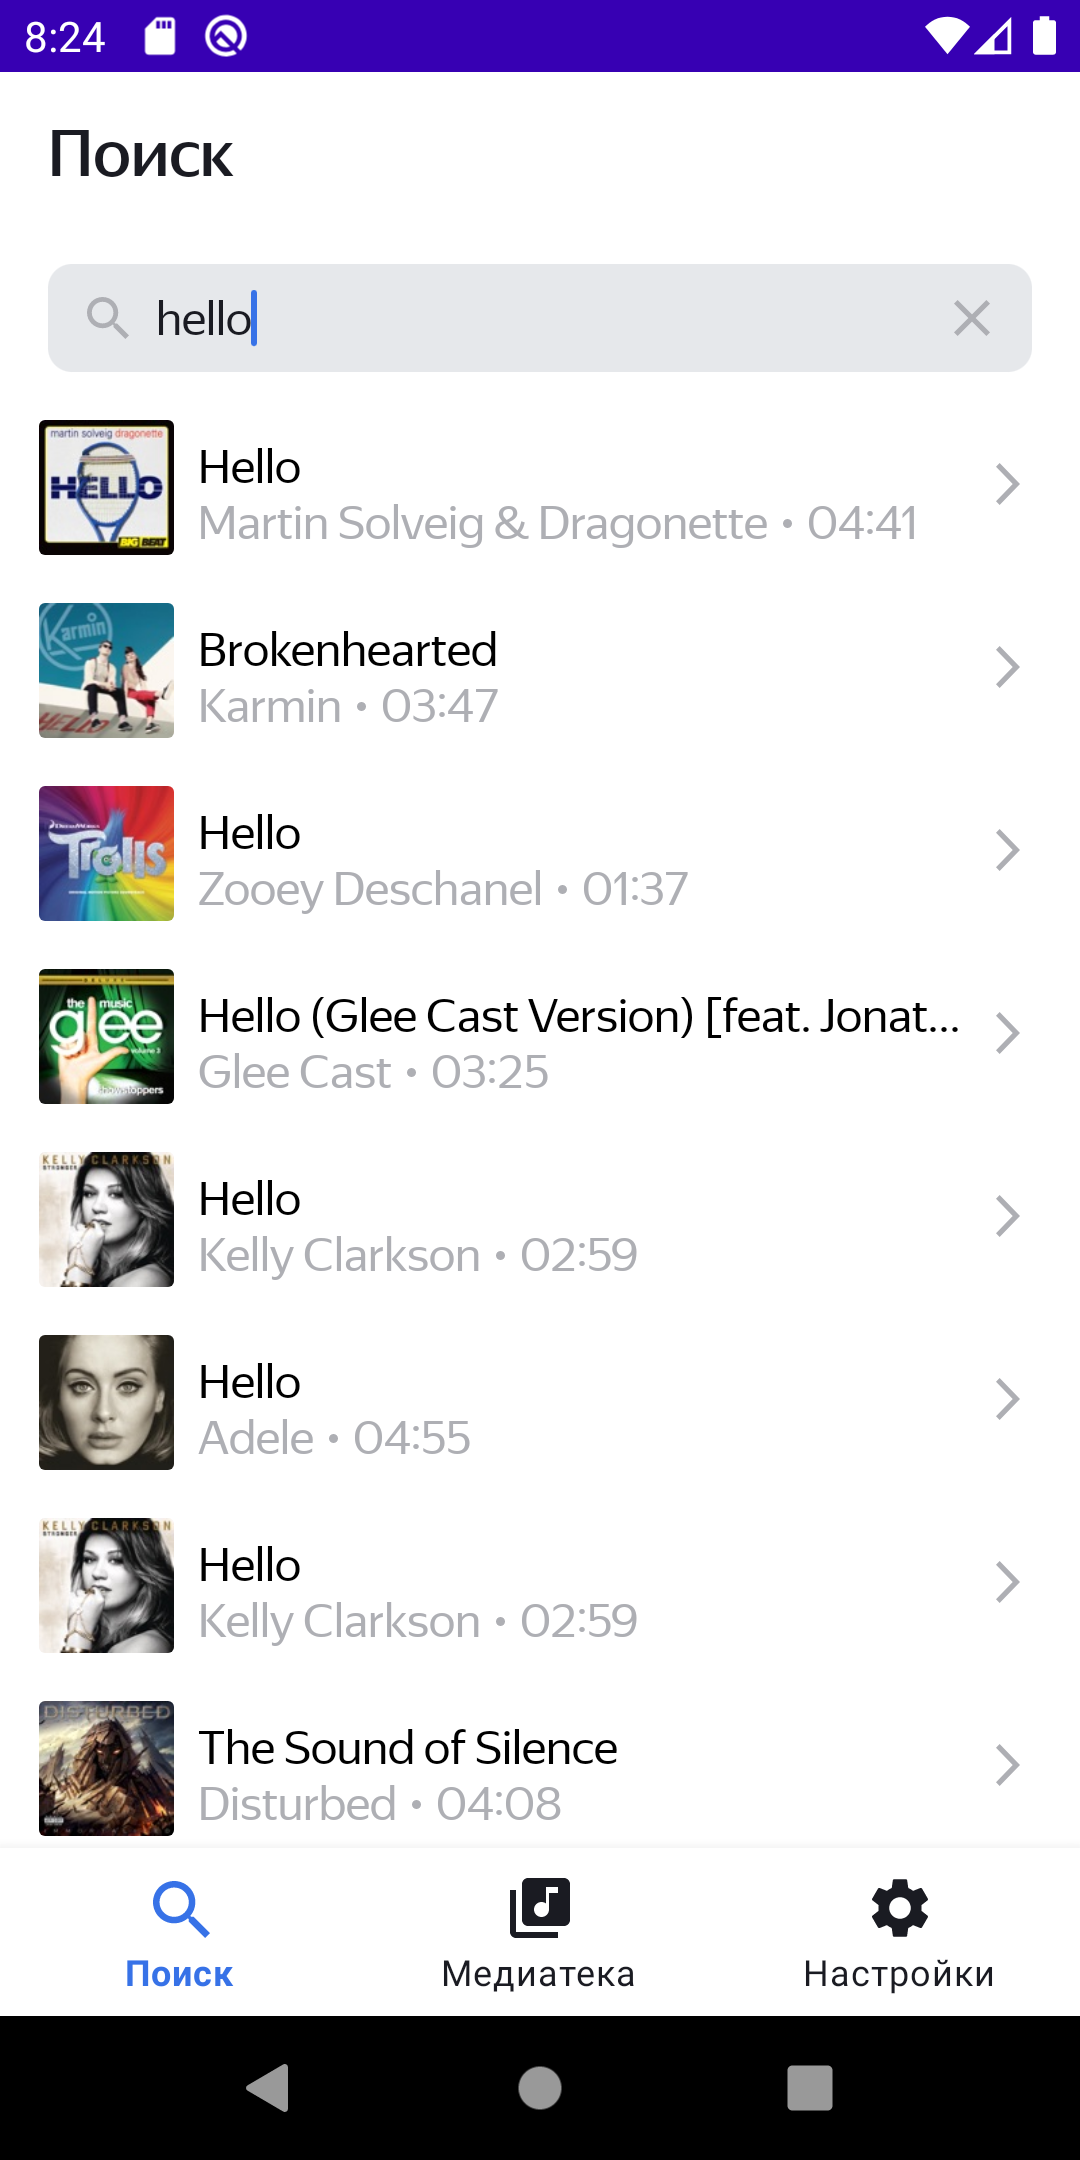 8:24
Поиск
hello
martin solveig dragonette
HELLO
BIG BEAT
Hello
Martin Solveig & Dragonette • 04:41
Karmin
HELLO
Brokenhearted
Karmin • 03:47
Trolls
Hello
Zooey Deschanel • 01:37
the music
glee
volume 3
showstoppers
Hello (Glee Cast Version) [feat. Jonat...
Glee Cast • 03:25
KELLY CLARKSON
STRONGER
Hello
Kelly Clarkson • 02:59
Hello
Adele • 04:55
KELLY CLARKSON
STRONGER
Hello
Kelly Clarkson • 02:59
DISTURBED
The Sound of Silence
Disturbed • 04:08
Поиск
Медиатека
Настройки